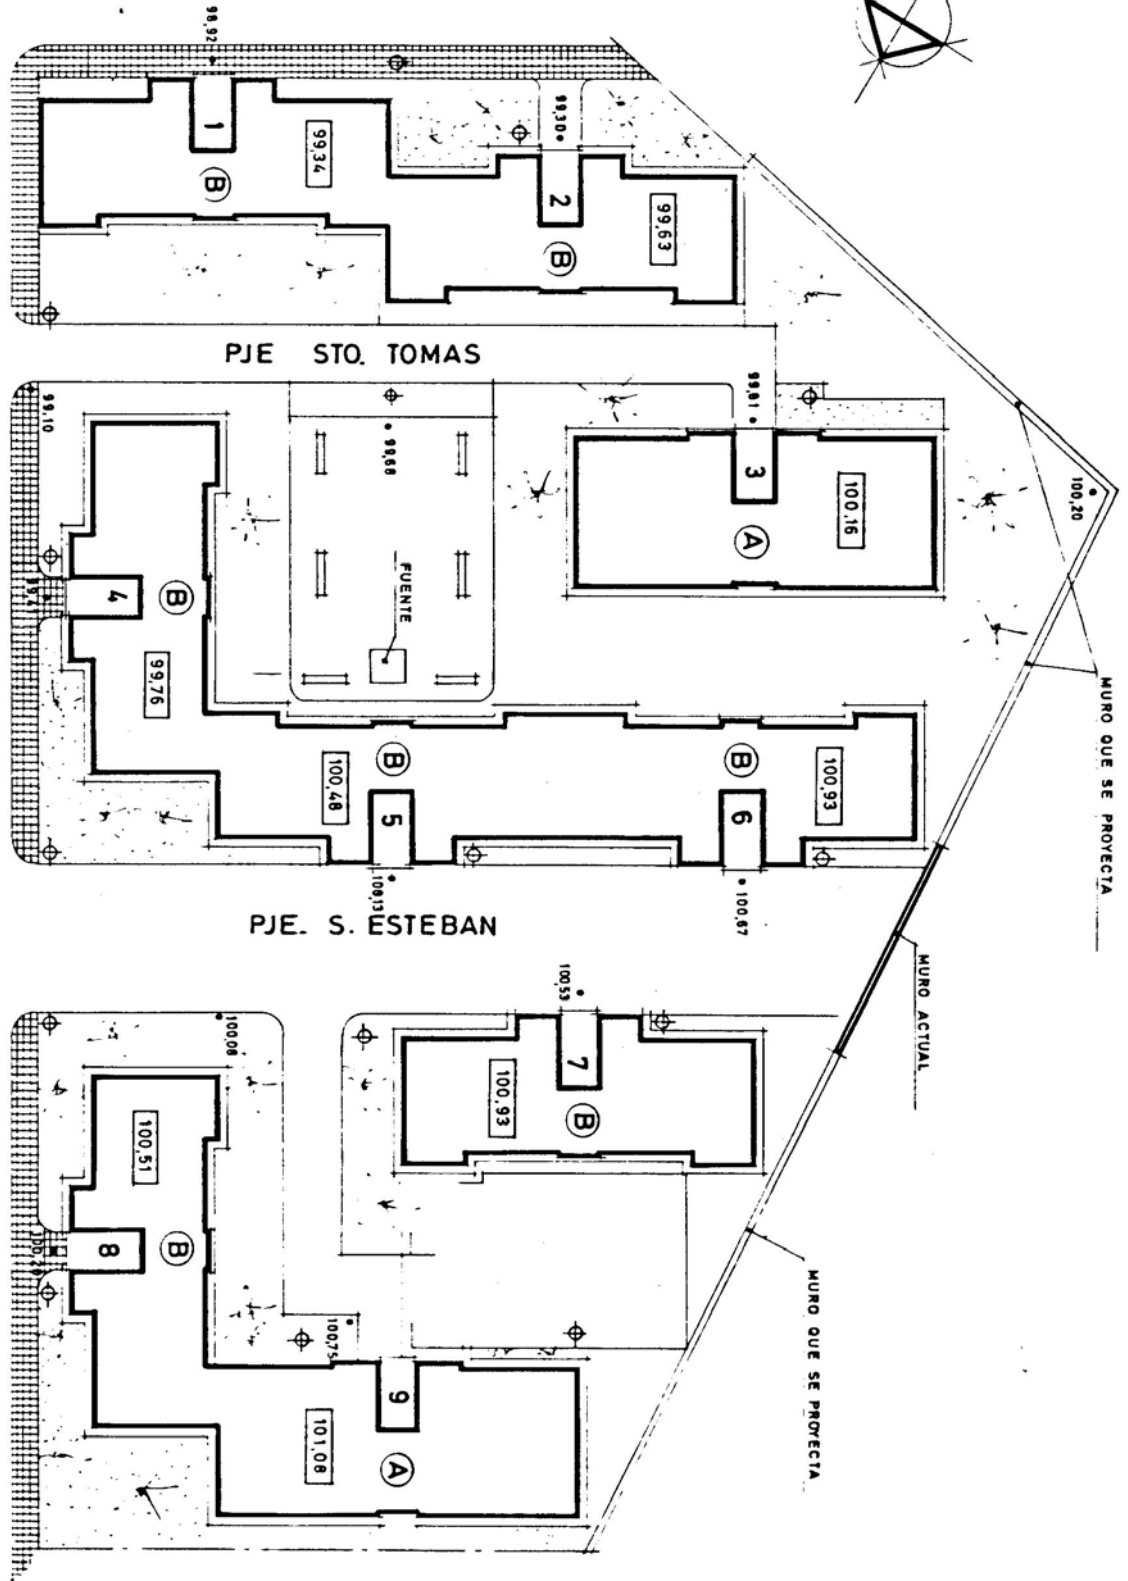 98,92
1
B
99,34
99,30
2
B
99,63
PJE STO. TOMAS
99,10
99,68
FUENTE
99,81
3
A
100,16
100,20
MURO QUE SE PROYECTA
4
B
99,76
B
100,48
5
100,13
B
100,93
6
100,67
PJE. S. ESTEBAN
MURO ACTUAL
100,53
7
B
100,93
100,08
100,51
8
B
100,75
9
A
101,08
MURO QUE SE PROYECTA